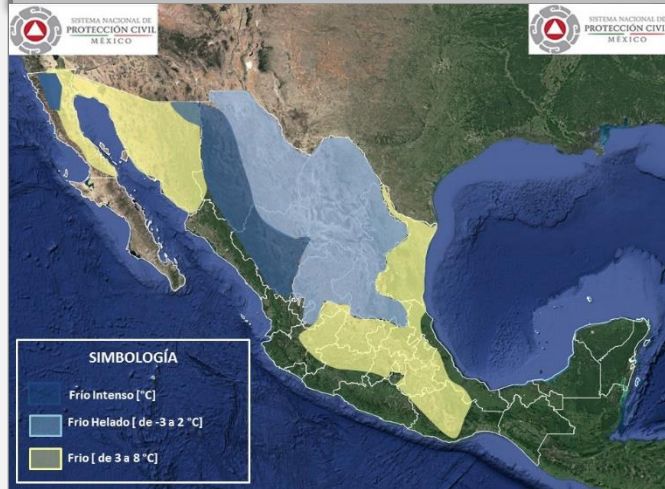 SISTEMA NACIONAL DE
PROTECCIÓN CIVIL
MÉXICO
SISTEMA NACIONAL DE
PROTECCIÓN CIVIL
MÉXICO
SIMBOLOGÍA
Frío Intenso [°C]
Frio Helado [ de -3 a 2 °C]
Frio [ de 3 a 8 °C]